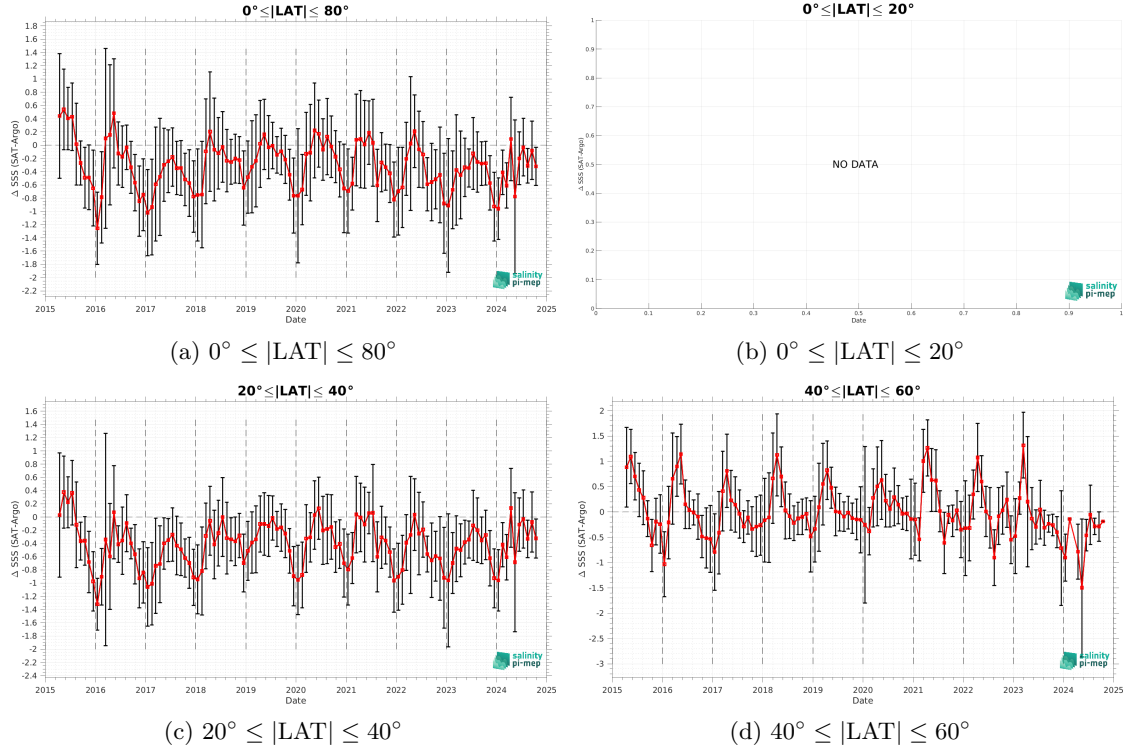 0°≤|LAT|≤ 80°
Δ SSS (SAT-Argo)
1.8
1.6
1.4
1.2
1
0.8
0.6
0.4
0.2
0
-0.2
-0.4
-0.6
-0.8
-1
-1.2
-1.4
-1.6
-1.8
-2
-2.2
2015 2016 2017 2018 2019 2020 2021 2022 2023 2024 2025
Date
salinity
pi-mep
(a) 0° ≤ |LAT| ≤ 80°
0°≤|LAT|≤ 20°
Δ SSS (SAT-Argo)
1
0.9
0.8
0.7
0.6
0.5
0.4
0.3
0.2
0.1
0
NO DATA
0 0.1 0.2 0.3 0.4 0.5 0.6 0.7 0.8 0.9 1
Date
salinity
pi-mep
(b) 0° ≤ |LAT| ≤ 20°
20°≤|LAT|≤ 40°
Δ SSS (SAT-Argo)
1.6
1.4
1.2
1
0.8
0.6
0.4
0.2
0
-0.2
-0.4
-0.6
-0.8
-1
-1.2
-1.4
-1.6
-1.8
-2
-2.2
-2.4
2015 2016 2017 2018 2019 2020 2021 2022 2023 2024 2025
Date
salinity
pi-mep
(c) 20° ≤ |LAT| ≤ 40°
40°≤|LAT|≤ 60°
Δ SSS (SAT-Argo)
2
1.5
1
0.5
0
-0.5
-1
-1.5
-2
-2.5
-3
2015 2016 2017 2018 2019 2020 2021 2022 2023 2024 2025
Date
salinity
pi-mep
(d) 40° ≤ |LAT| ≤ 60°